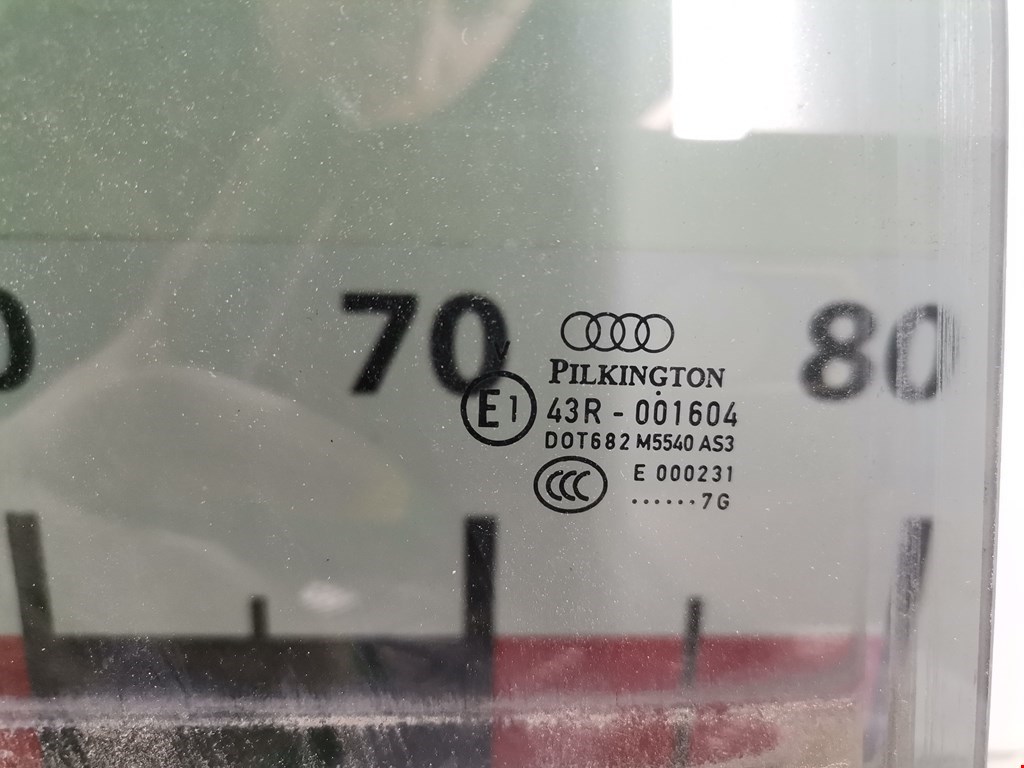 70
80
V
PILKINGTON
E1
43R - 001604
DOT682 M5540 AS3
CCC
E 000231
······7G